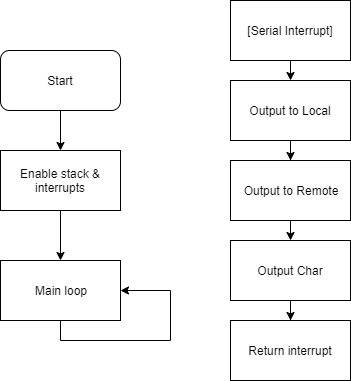 Start
Enable stack &
interrupts
Main loop
[Serial Interrupt]
Output to Local
Output to Remote
Output Char
Return interrupt